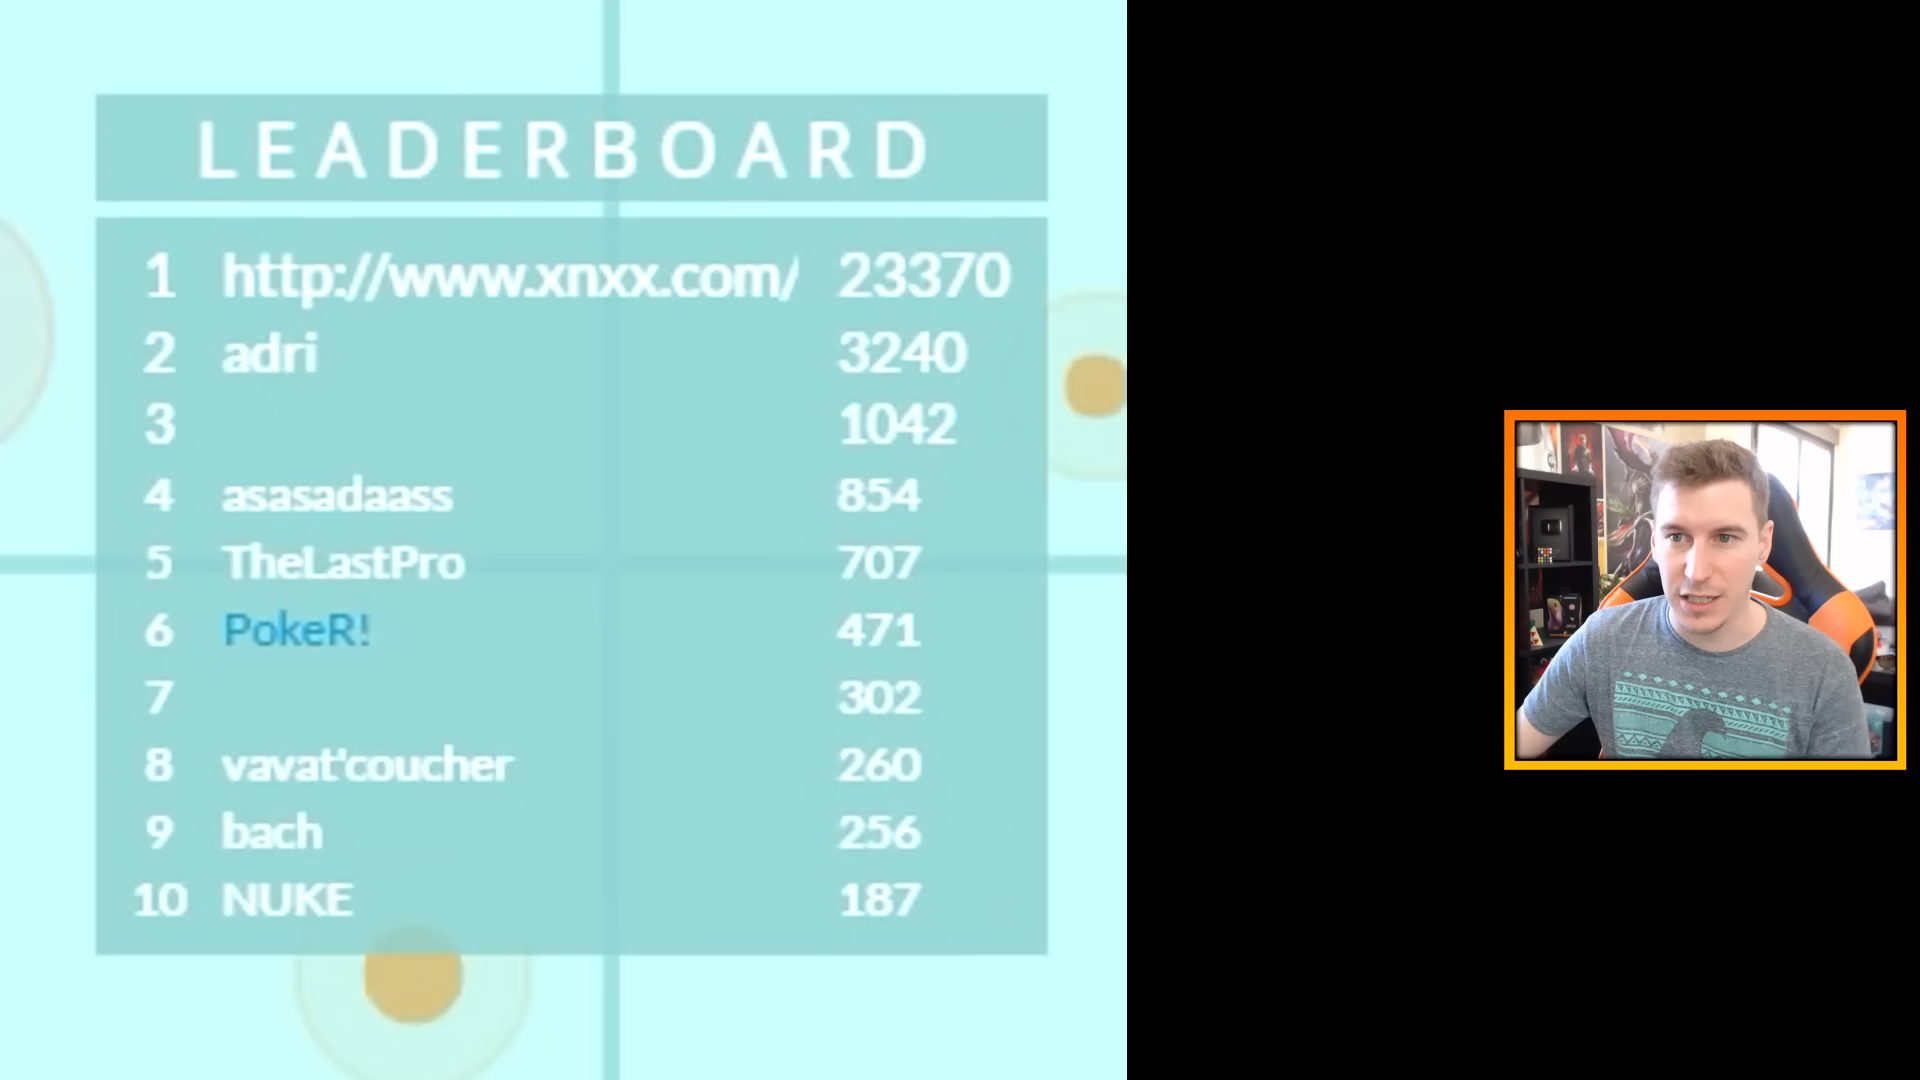 LEADERBOARD
1 http://www.xnxx.com/ 23370
2 adri 3240
3 1042
4 asasadaass 854
5 TheLastPro 707
6 PokeR! 471
7 302
8 vavat'coucher 260
9 bach 256
10 NUKE 187